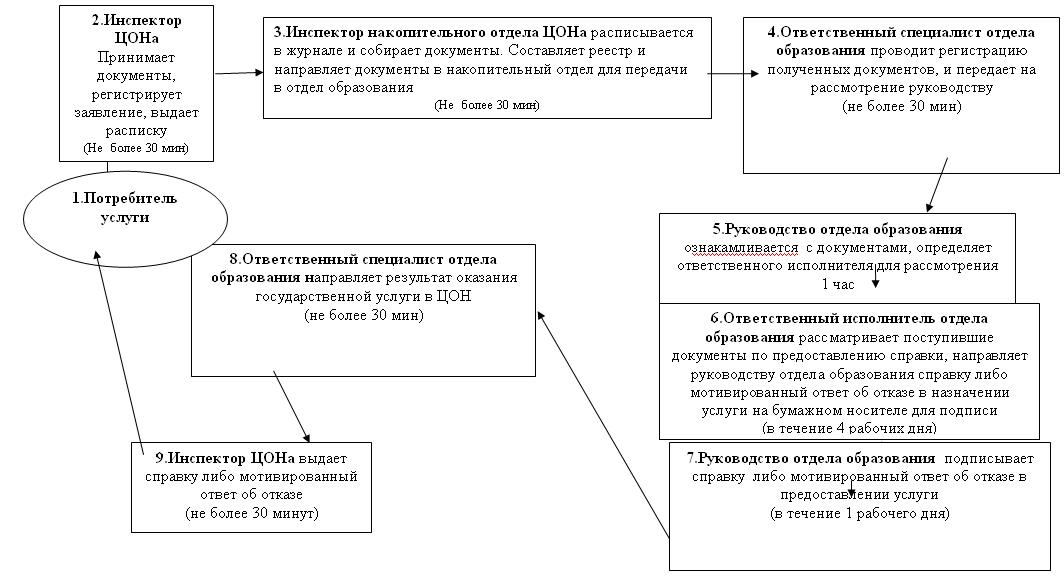 2.Инспектор
ЦОНа
Принимает
документы,
регистрирует
заявление, выдает
расписку
(Не более 30 мин)
3.Инспектор накопительного отдела ЦОНа расписывается
в журнале и собирает документы. Составляет реестр и
направляет документы в накопительный отдел для передачи
в отдел образования
(Не более 30 мин)
4.Ответственный специалист отдела
образования проводит регистрацию
полученных документов, и передает на
рассмотрение руководству
(не более 30 мин)
1.Потребитель
услуги
5.Руководство отдела образования
ознакамливается с документами, определяет
ответственного исполнителя для рассмотрения
1 час
6.Ответственный исполнитель отдела
образования рассматривает поступившие
документы по предоставлению справки, направляет
руководству отдела образования справку либо
мотивированный ответ об отказе в назначении
услуги на бумажном носителе для подписи
(в течение 4 рабочих дня)
7.Руководство отдела образования подписывает
справку либо мотивированный ответ об отказе в
предоставлении услуги
(в течение 1 рабочего дня)
8.Ответственный специалист отдела
образования направляет результат оказания
государственной услуги в ЦОН
(не более 30 мин)
9.Инспектор ЦОНа выдает
справку либо мотивированный
ответ об отказе
(не более 30 минут)